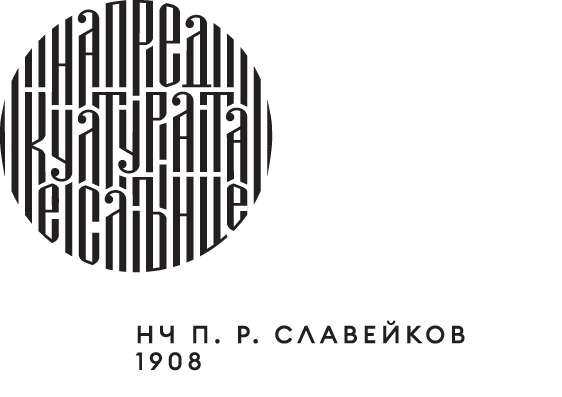 НАПРЕД
КУЛТУРАТА
Е СЛЪНЦЕ
НЧ П. Р. СЛАВЕЙКОВ
1908